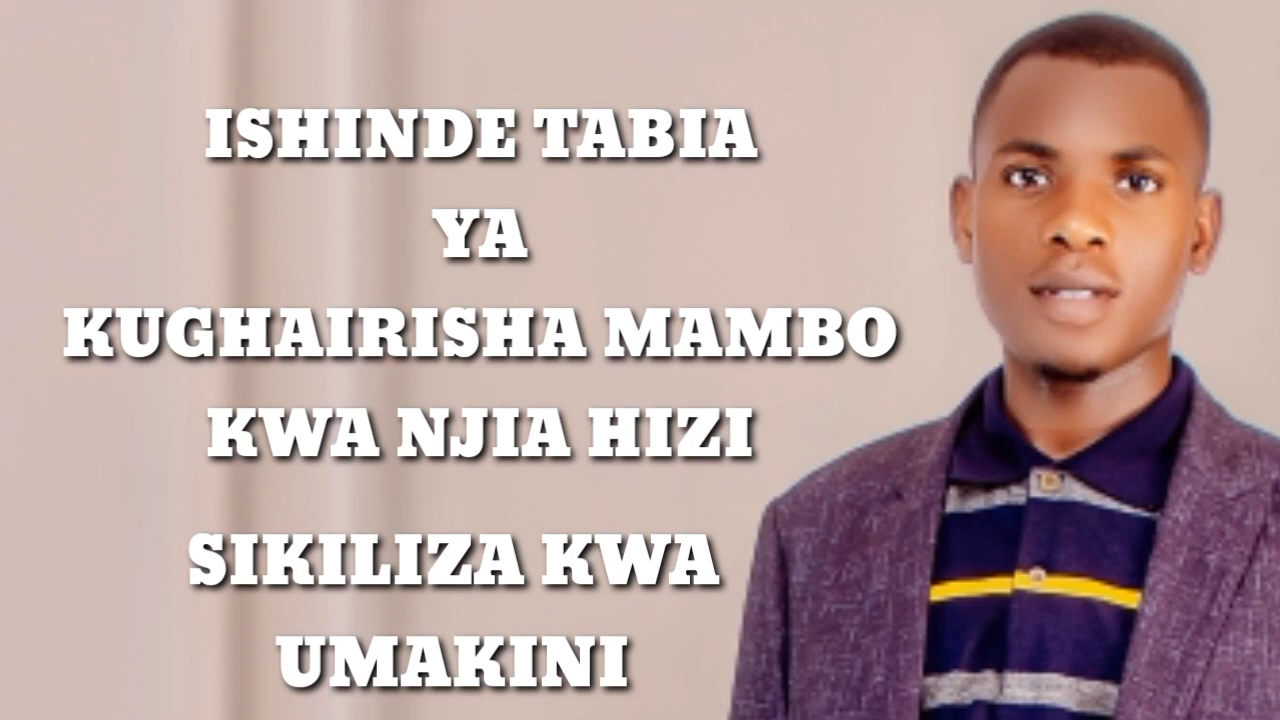 ISHINDE TABIA
YA
KUGHAIRISHA MAMBO
KWA NJIA HIZI
SIKILIZA KWA
UMAKINI